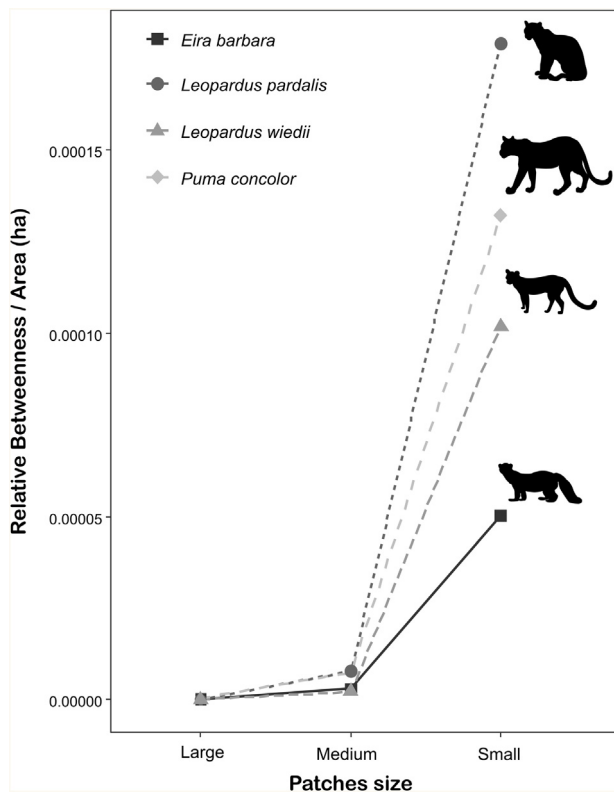 Eira barbara
Leopardus pardalis
Leopardus wiedii
Puma concolor
Relative Betweenness / Area (ha)
0.00015
0.00010
0.00005
0.00000
Large Medium Small
Patches size